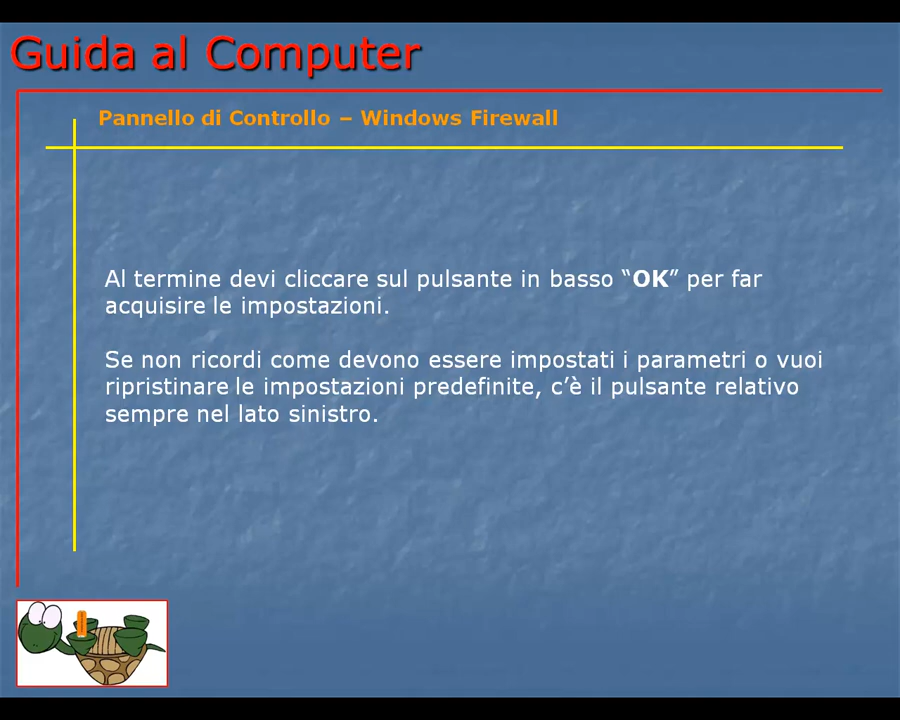 Guida al Computer
Pannello di Controllo – Windows Firewall
Al termine devi cliccare sul pulsante in basso “OK” per far
acquisire le impostazioni.
Se non ricordi come devono essere impostati i parametri o vuoi
ripristinare le impostazioni predefinite, c’è il pulsante relativo
sempre nel lato sinistro.